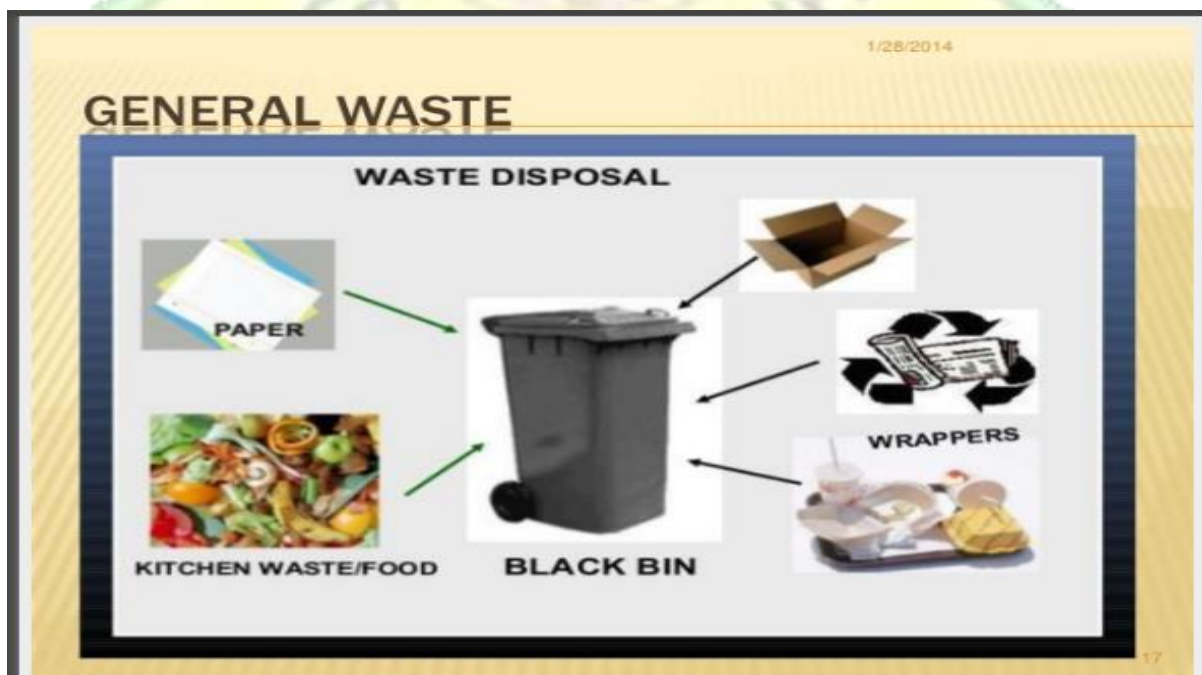 1/28/2014
GENERAL WASTE
WASTE DISPOSAL
PAPER
WRAPPERS
KITCHEN WASTE/FOOD
BLACK BIN
17